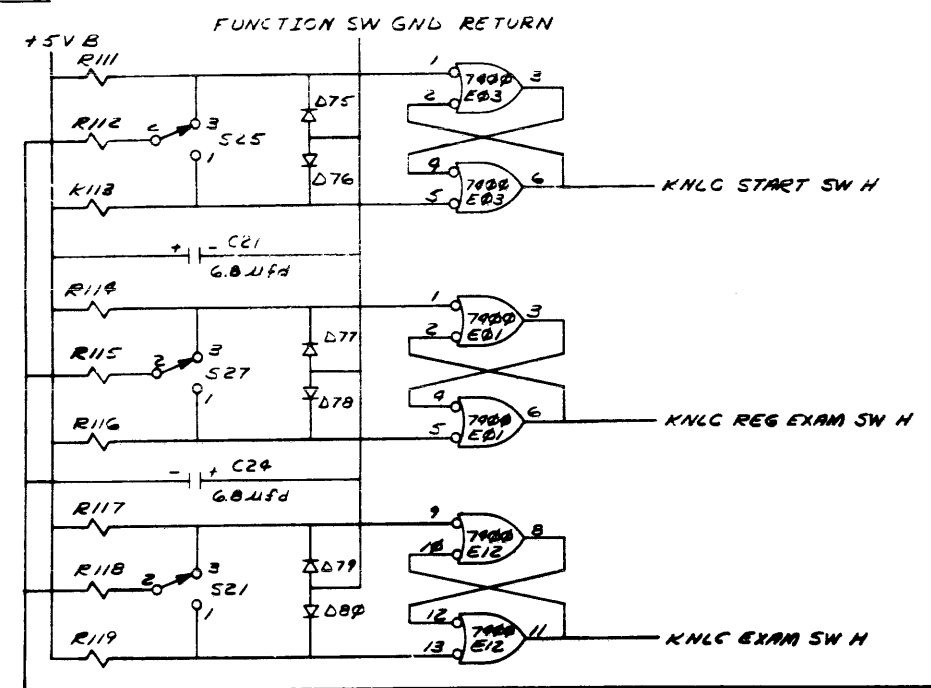 FUNCTION SW GND RETURN
+5V B
R111
1
7400
E03
3
2
D75
R112
2
3
S25
1
D76
4
7400
E03
6
KNLC START SW H
R113
5
+ - C21
6.8 ufd
R114
1
7400
E01
3
2
D77
R115
2
3
S27
1
D78
4
7400
E01
6
KNLC REG EXAM SW H
R116
5
- + C24
6.8 ufd
R117
9
7400
E12
8
10
D79
R118
2
3
S21
1
D80
12
7400
E12
11
KNLC EXAM SW H
R119
13